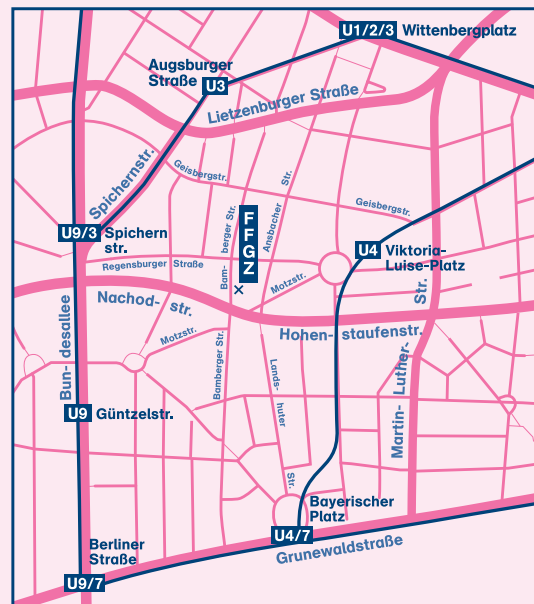 U1/2/3 Wittenbergplatz
Augsburger
Straße U3
Lietzenburger Straße
Spichernstr.
Geisbergstr.
Str.
Ansbacher
Geisbergstr.
Bam- berger Str.
F
F
G
Z
U9/3 Spichern
str.
U4 Viktoria-
Luise-Platz
Regensburger Straße
Motzstr.
Nachod- str.
Hohen- staufenstr.
Martin- Luther- Str.
Bun- desallee
Motzstr.
Bamberger Str.
Lands- huter Str.
U9 Güntzelstr.
Bayerischer
Platz
U4/7
Grunewaldstraße
Berliner
Straße
U9/7